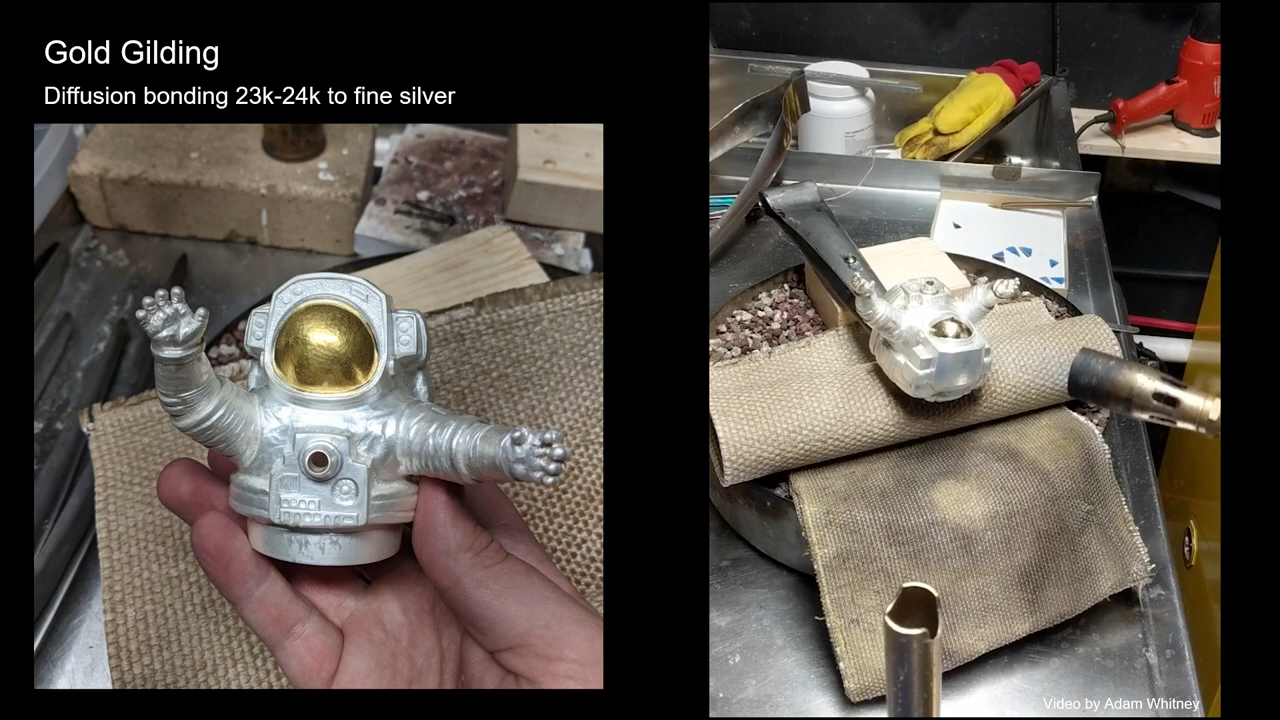 Gold Gilding
Diffusion bonding 23k-24k to fine silver
Video by Adam Whitney